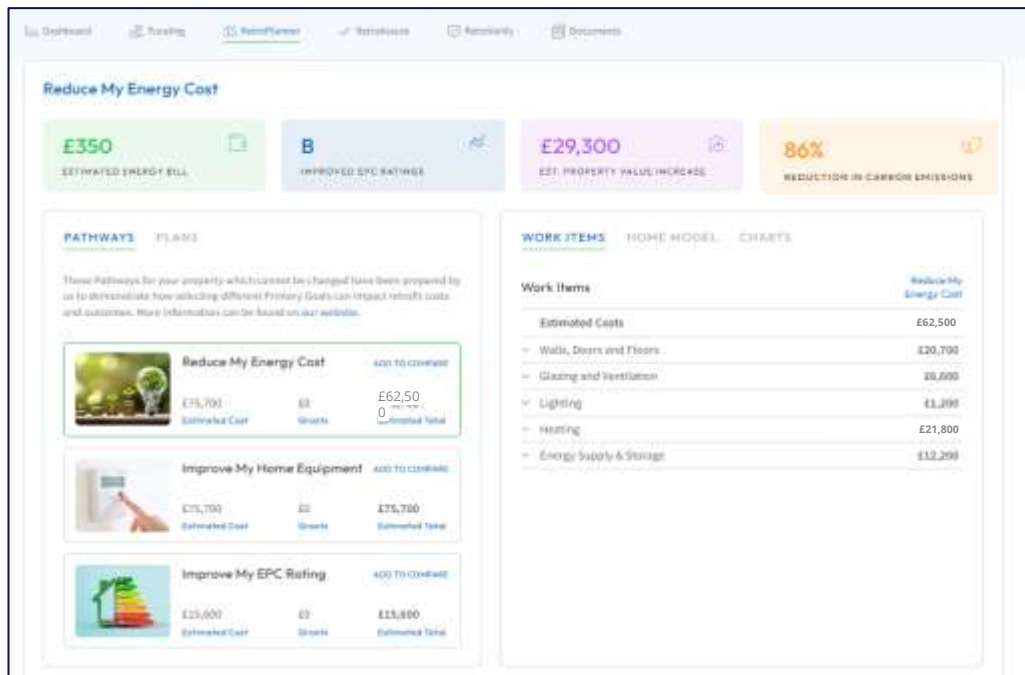 Dashboard Funding RetroPlanner RetroAssure RetroVerify Documents
Reduce My Energy Cost
£350
ESTIMATED ENERGY BILL
B
IMPROVED EPC RATINGS
£29,300
EST. PROPERTY VALUE INCREASE
86%
REDUCTION IN CARBON EMISSIONS
PATHWAYS PLANS
These Pathways for your property which cannot be changed have been prepared by
us to demonstrate how selecting different Primary Goals can impact retrofit costs
and outcomes. More information can be found on our website.
Reduce My Energy Cost ADD TO COMPARE
£75,700 £0 £62,50
0
Estimated Cost Grants Estimated Total
Improve My Home Equipment ADD TO COMPARE
£75,700 £0 £75,700
Estimated Cost Grants Estimated Total
Improve My EPC Rating ADD TO COMPARE
£15,600 £0 £15,600
Estimated Cost Grants Estimated Total
WORK ITEMS HOME MODEL CHARTS
Work Items Reduce My
Energy Cost
Estimated Costs £62,500
Walls, Doors and Floors £20,700
Glazing and Ventilation £6,600
Lighting £1,200
Heating £21,800
Energy Supply & Storage £12,200